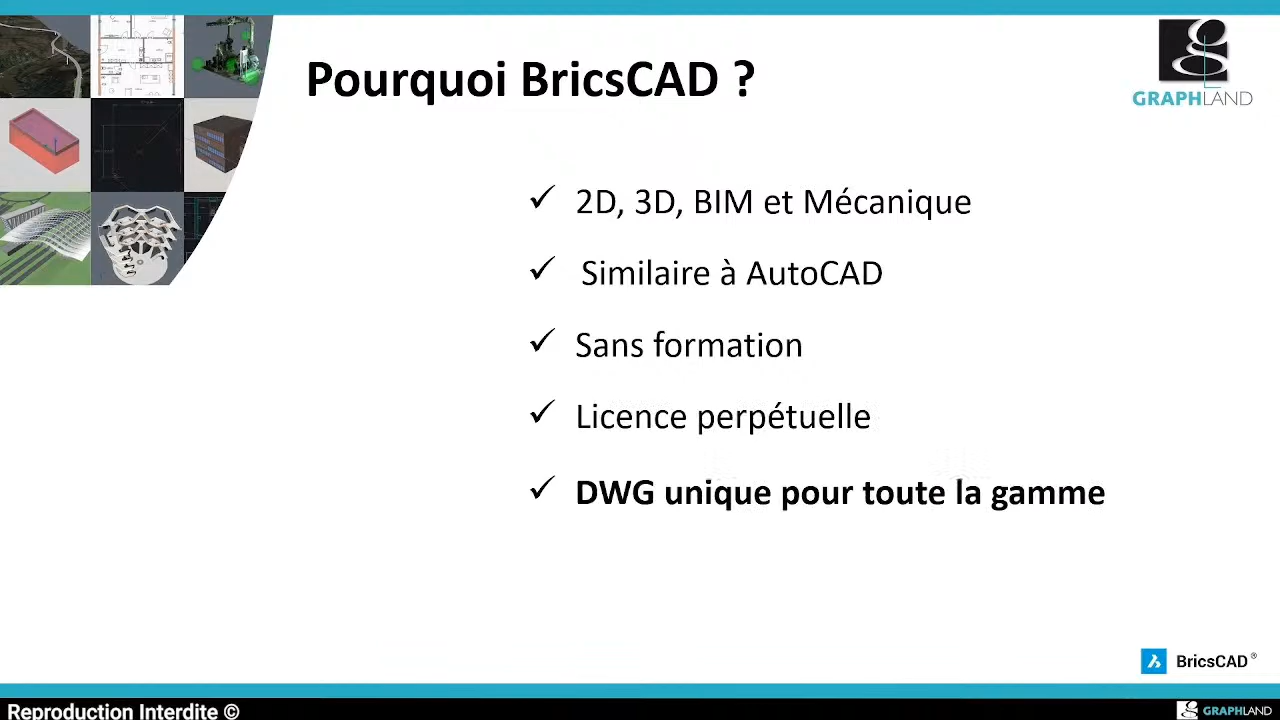 Pourquoi BricsCAD ?
GRAPHLAND
2D, 3D, BIM et Mécanique
Similaire à AutoCAD
Sans formation
Licence perpétuelle
DWG unique pour toute la gamme
BricsCAD®
Reproduction Interdite ©
GRAPHLAND